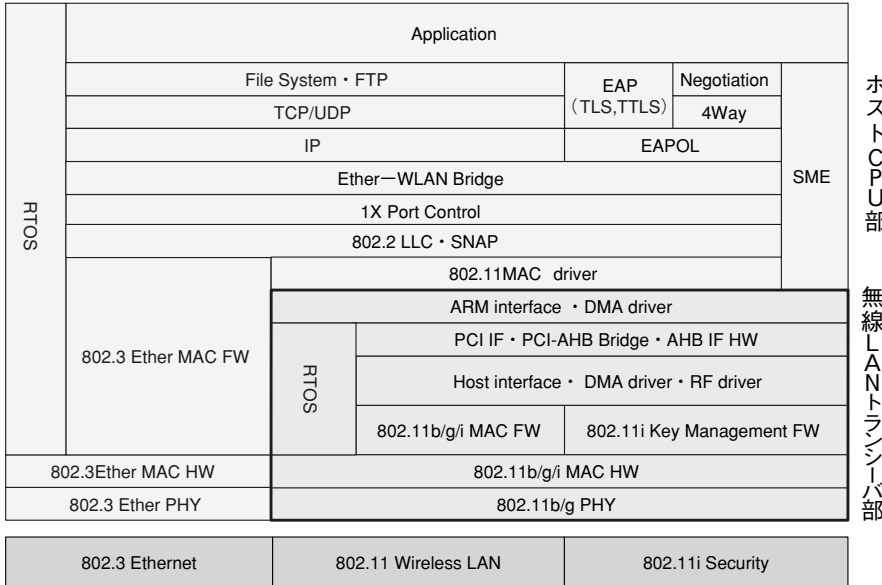 Application
File System・FTP
EAP
（TLS,TTLS）
Negotiation
TCP/UDP
4Way
IP
EAPOL
SME
Ether－WLAN Bridge
1X Port Control
802.2 LLC・SNAP
RTOS
802.11MAC driver
ARM interface ・DMA driver
802.3 Ether MAC FW
RTOS
PCI IF・PCI-AHB Bridge・AHB IF HW
Host interface・ DMA driver・RF driver
802.11b/g/i MAC FW
802.11i Key Management FW
802.3Ether MAC HW
802.11b/g/i MAC HW
802.3 Ether PHY
802.11b/g PHY
802.3 Ethernet
802.11 Wireless LAN
802.11i Security
ホストCPU部
無線LANトランシーバ部